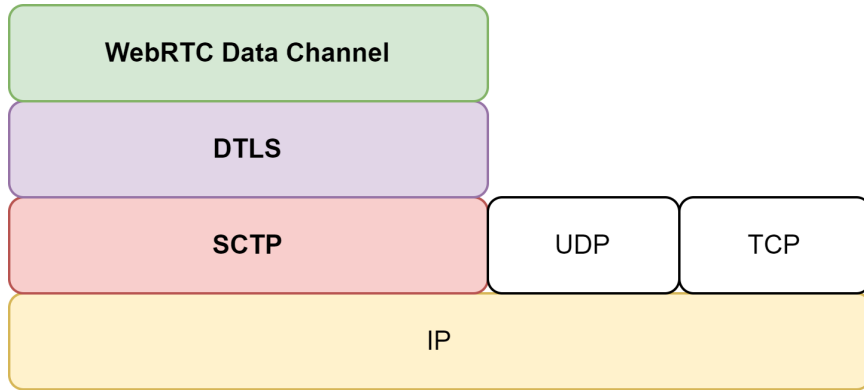 WebRTC Data Channel
DTLS
SCTP
UDP
TCP
IP